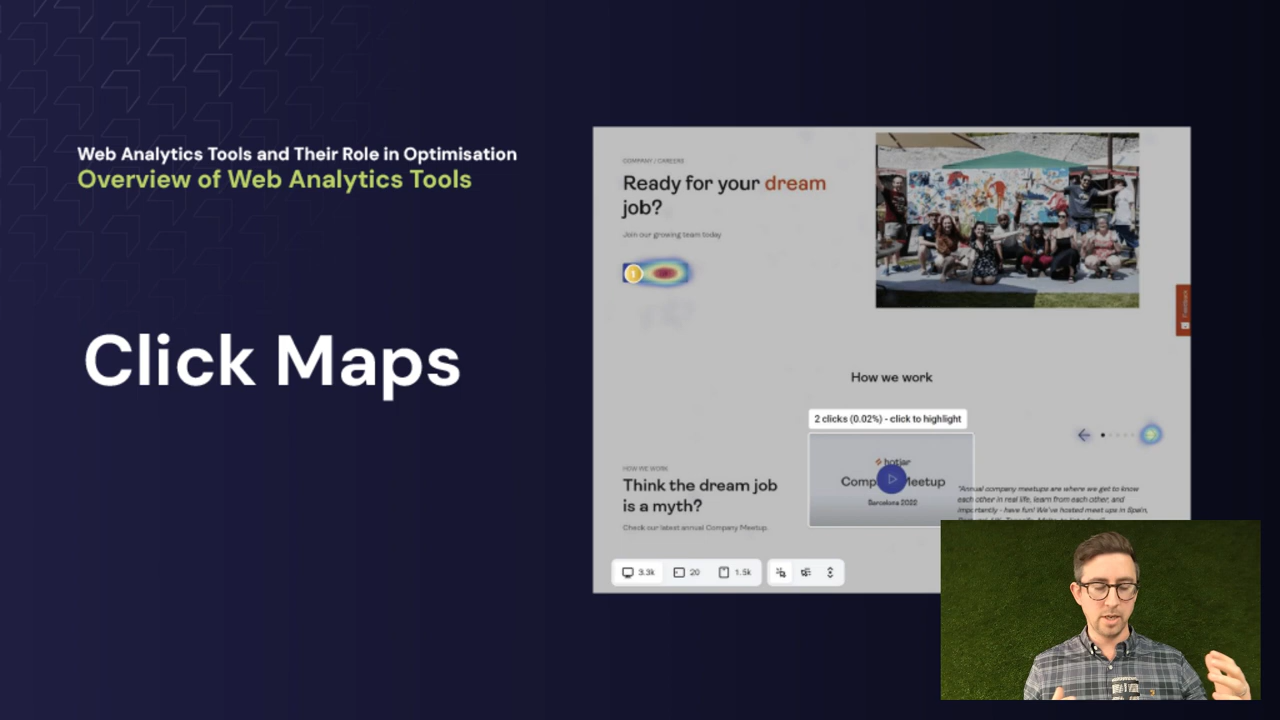 Web Analytics Tools and Their Role in Optimisation
Overview of Web Analytics Tools
Click Maps
COMPANY / CAREERS
Ready for your dream
job?
Join our growing team today
1
Feedback
How we work
2 clicks (0.02%) - click to highlight
hotjar
Comp Meetup
Barcelona 2022
HOW WE WORK
Think the dream job
is a myth?
Check our latest annual Company Meetup.
"Annual company meetups are where we get to know
each other in real life, learn from each other, and
importantly - have fun! We've hosted meet ups in Spain,
3.3k
20
1.5k